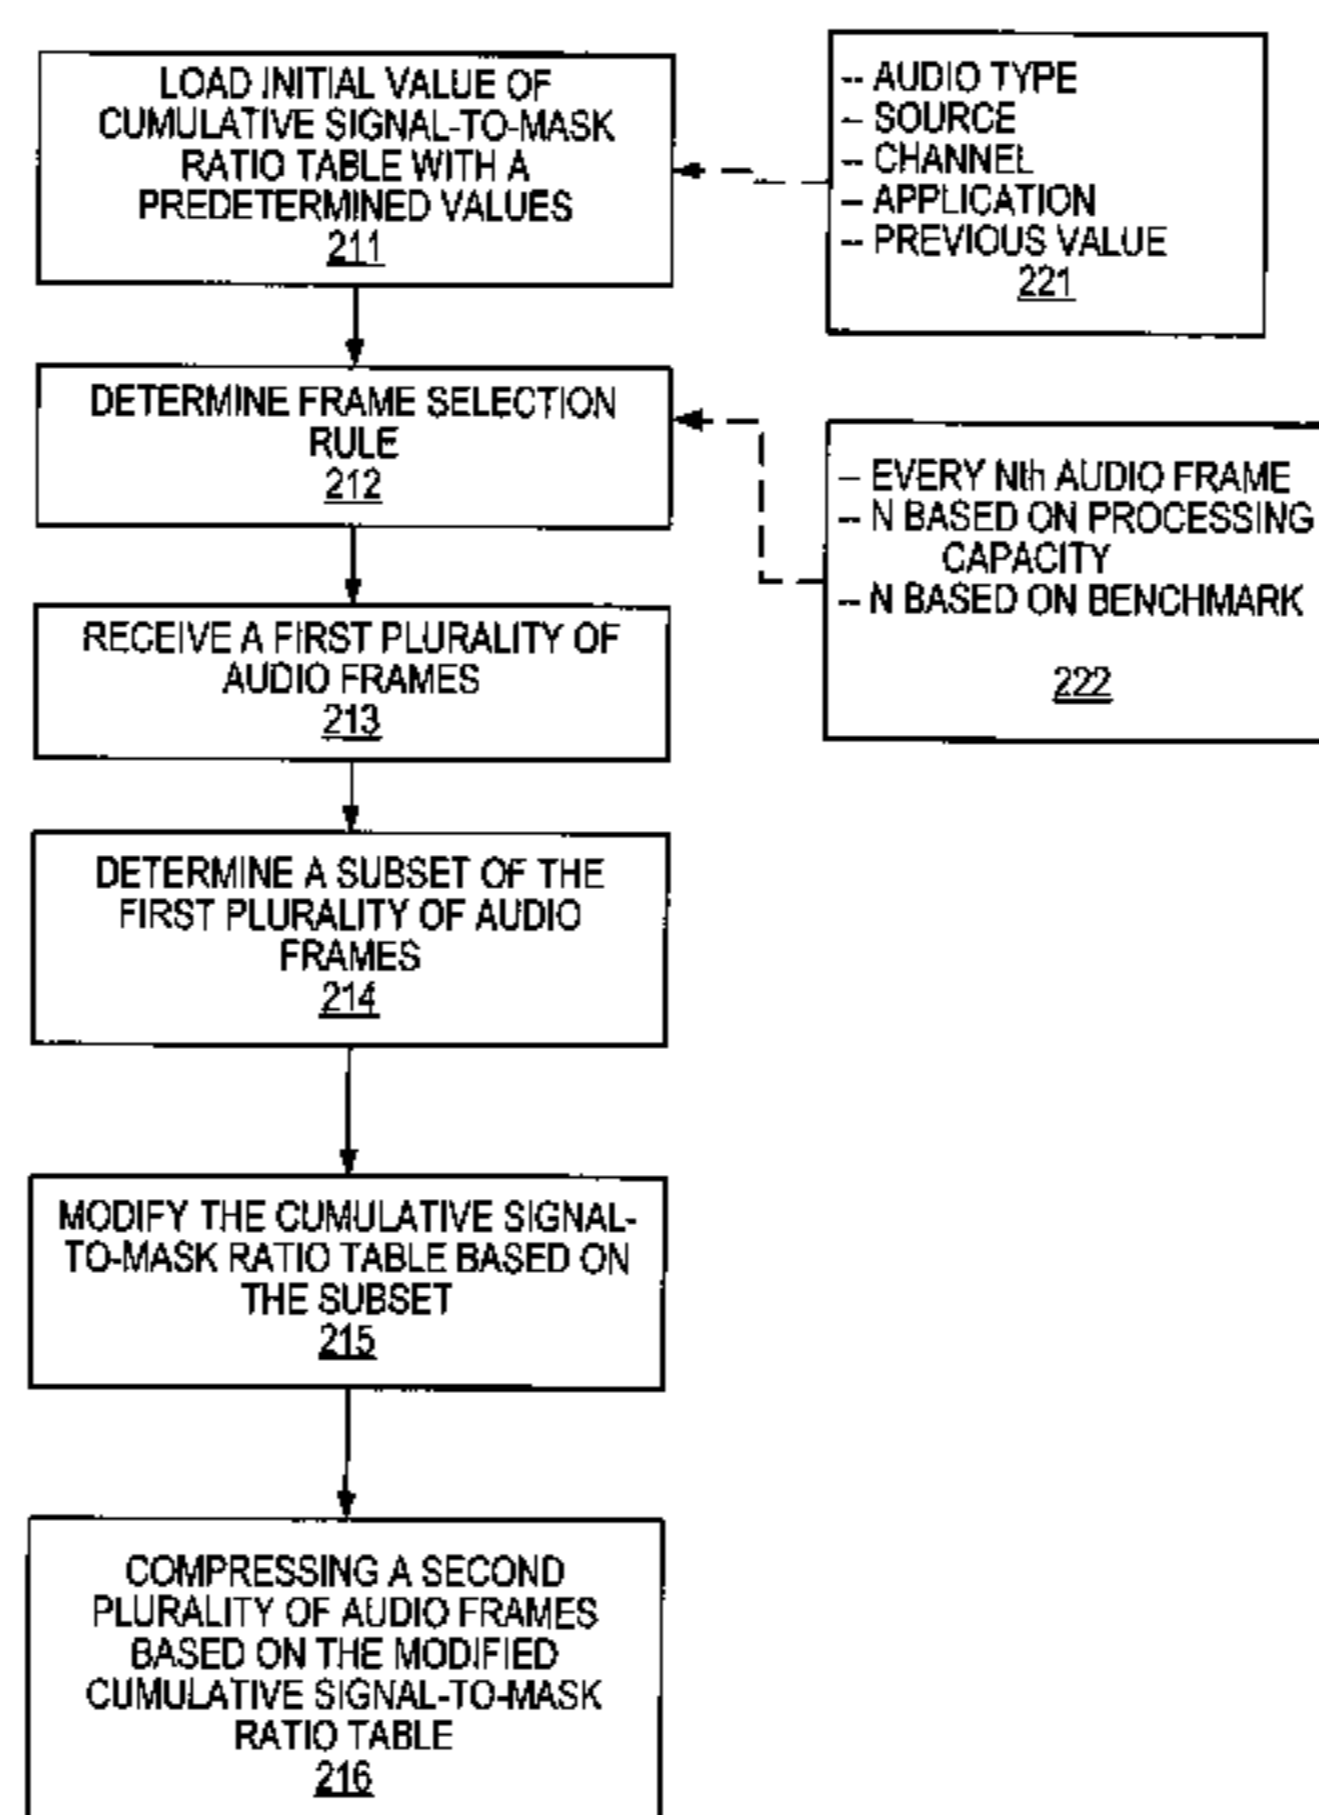 LOAD INITIAL VALUE OF
CUMULATIVE SIGNAL-TO-MASK
RATIO TABLE WITH A
PREDETERMINED VALUES
211
-- AUDIO TYPE
-- SOURCE
-- CHANNEL
-- APPLICATION
-- PREVIOUS VALUE
221
DETERMINE FRAME SELECTION
RULE
212
-- EVERY Nth AUDIO FRAME
-- N BASED ON PROCESSING
CAPACITY
-- N BASED ON BENCHMARK
222
RECEIVE A FIRST PLURALITY OF
AUDIO FRAMES
213
DETERMINE A SUBSET OF THE
FIRST PLURALITY OF AUDIO
FRAMES
214
MODIFY THE CUMULATIVE SIGNAL-
TO-MASK RATIO TABLE BASED ON
THE SUBSET
215
COMPRESSING A SECOND
PLURALITY OF AUDIO FRAMES
BASED ON THE MODIFIED
CUMULATIVE SIGNAL-TO-MASK
RATIO TABLE
216